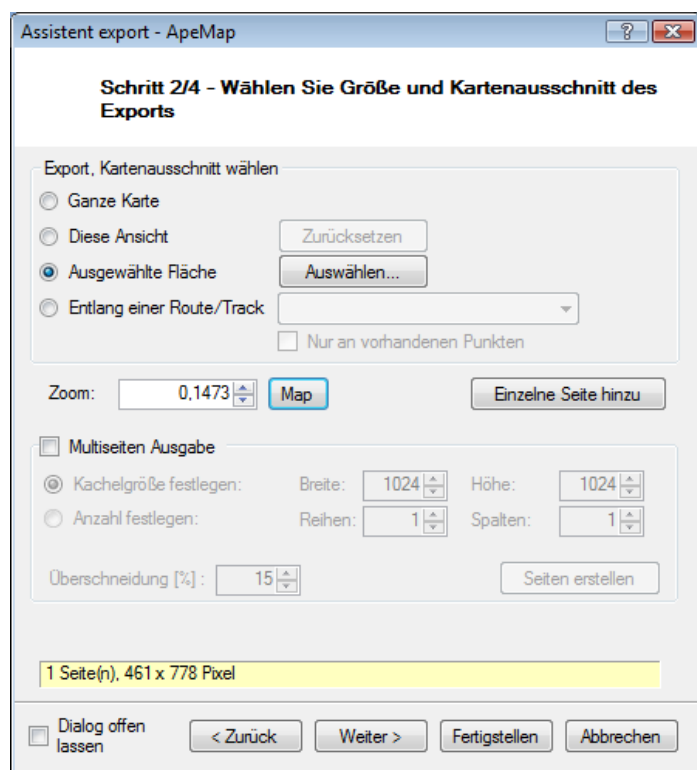 Assistent export - ApeMap
Schritt 2/4 - Wählen Sie Größe und Kartenausschnitt des
Exports
Export, Kartenausschnitt wählen
Ganze Karte
Diese Ansicht Zurücksetzen
Ausgewählte Fläche Auswählen...
Entlang einer Route/Track
Nur an vorhandenen Punkten
Zoom: 0,1473 Map Einzelne Seite hinzu
Multiseiten Ausgabe
Kachelgröße festlegen: Breite: 1024 Höhe: 1024
Anzahl festlegen: Reihen: 1 Spalten: 1
Überschneidung [%] : 15 Seiten erstellen
1 Seite(n), 461 x 778 Pixel
Dialog offen
lassen < Zurück Weiter > Fertigstellen Abbrechen